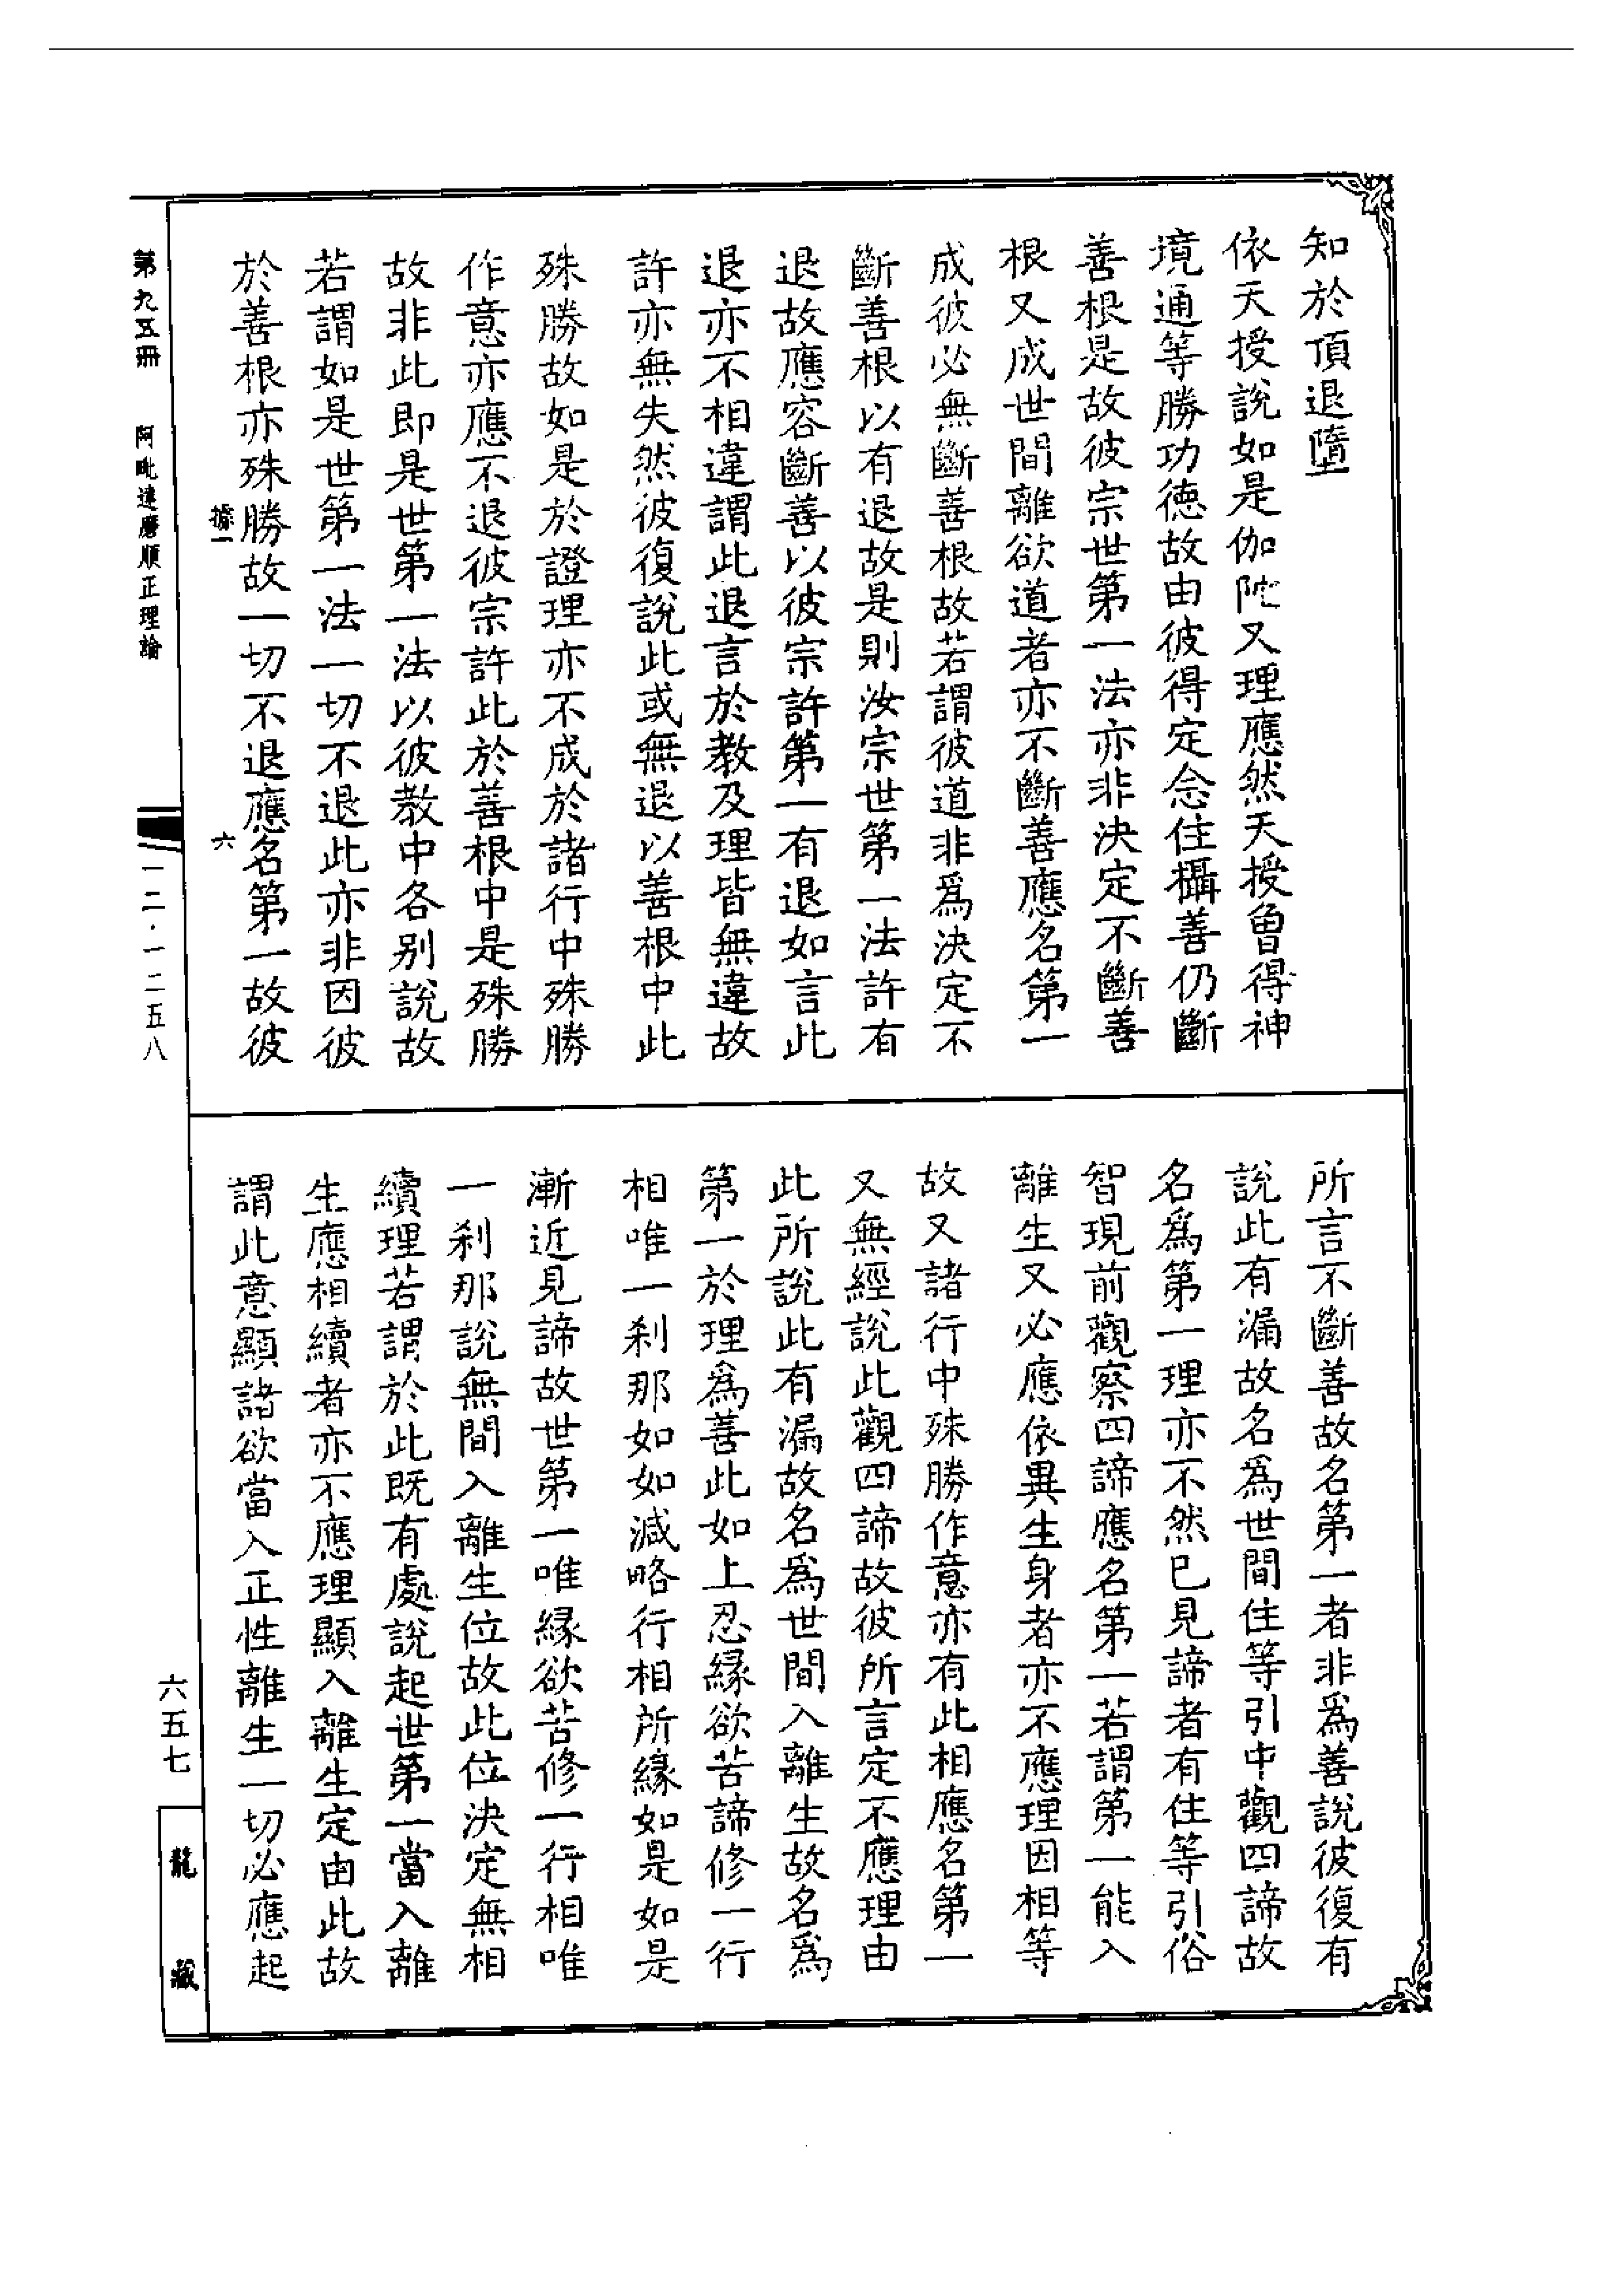 知於頂退墮
依天授說如是伽陀又理應然天授曾得神
境通等勝功德故由彼得定念住攝善仍斷
善根是故彼宗世第一法亦非決定不斷善
根又成世間離欲道者亦不斷善應名第一
成彼必無斷善根故若謂彼道非爲決定不
斷善根以有退故是則汝宗世第一法許有
退故應容斷善以彼宗許第一有退如言此
退亦不相違謂此退言於教及理皆無違故
許亦無失然彼復說此或無退以善根中此
殊勝故如是於證理亦不成於諸行中殊勝
作意亦應不退彼宗許此於善根中是殊勝
故非此即是世第一法以彼教中各別說故
若謂如是世第一法一切不退此亦非因彼
於善根亦殊勝故一切不退應名第一故彼
所言不斷善故名第一者非爲善說彼復有
說此有漏故名爲世間住等引中觀四諦故
名爲第一理亦不然已見諦者有住等引俗
智現前觀察四諦應名第一若謂第一能入
離生又必應依異生身者亦不應理因相等
故又諸行中殊勝作意亦有此相應名第一
又無經說此觀四諦故彼所言定不應理由
此所說此有漏故名爲世間入離生故名爲
第一於理爲善此如上忍緣欲苦諦修一行
相唯一刹那如如減略行相所緣如是如是
漸近見諦故世第一唯緣欲苦修一行相唯
一刹那說無間入離生位故此位決定無相
續理若謂於此既有處說起世第一當入離
生應相續者亦不應理顯入離生定由此故
謂此意顯諸欲當入正性離生一切必應起
據一
六
第九五冊
阿毗達磨順正理論
一二·一二五八
六五七
龍藏